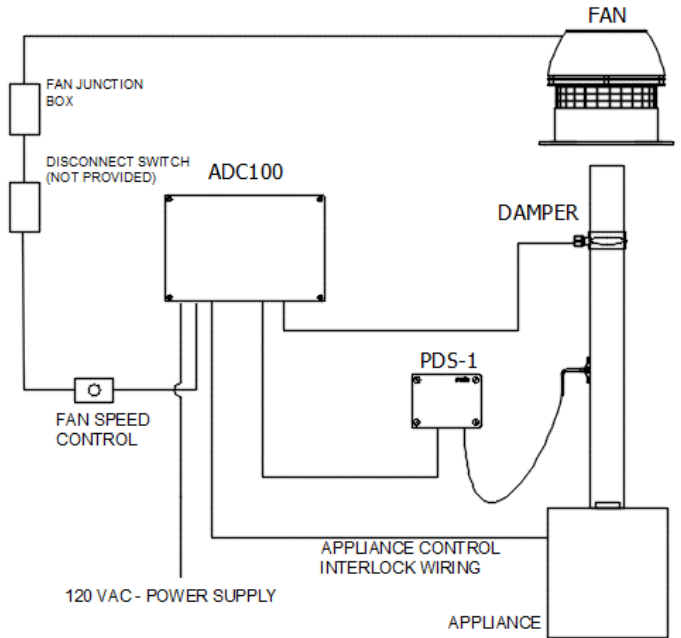 FAN
FAN JUNCTION
BOX
DISCONNECT SWITCH
(NOT PROVIDED)
ADC100
DAMPER
PDS-1
FAN SPEED
CONTROL
APPLIANCE CONTROL
INTERLOCK WIRING
120 VAC - POWER SUPPLY
APPLIANCE